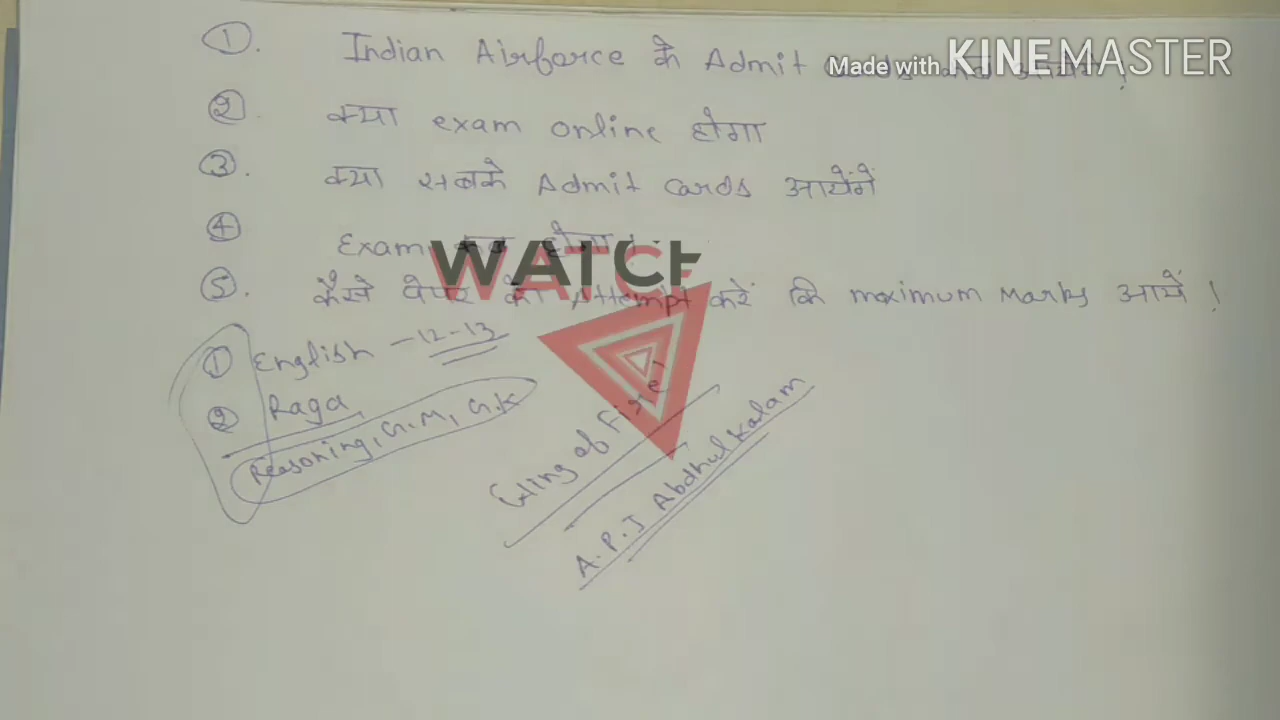 ①. Indian Airforce के Admit
Made with KINEMASTER
②. क्या exam online होगा
③. क्या सबके Admit cards आयेंगें
④ Exam कब होगा।
WATCH
⑤. कैसे पेपर को Attempt करें कि maximum Marks आयें !
① English - 12-13
② Raga
Reasoning, G.M, G.K
of Fire
A.P.J Abdhul Kalam